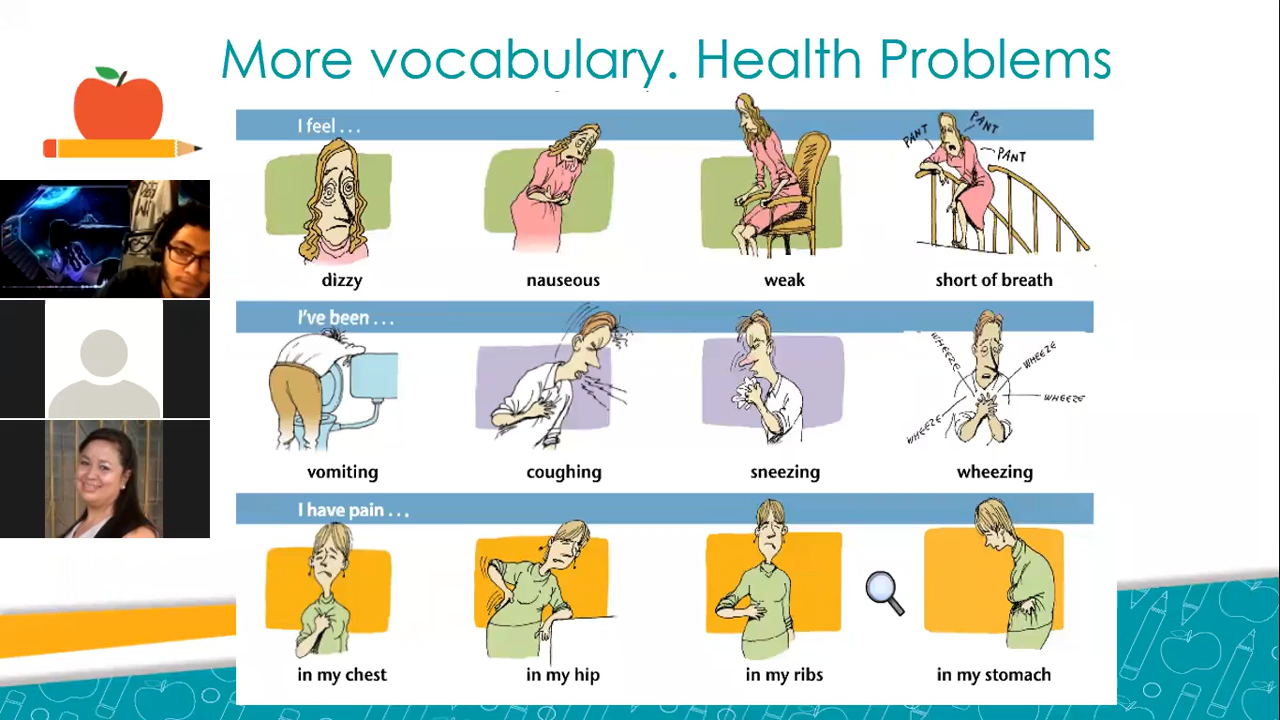 More vocabulary. Health Problems
I feel . . .
PANT
PANT
PANT
dizzy
nauseous
weak
short of breath
I've been . . .
WHEEZE
WHEEZE
WHEEZE
WHEEZE
vomiting
coughing
sneezing
wheezing
I have pain . . .
in my chest
in my hip
in my ribs
in my stomach